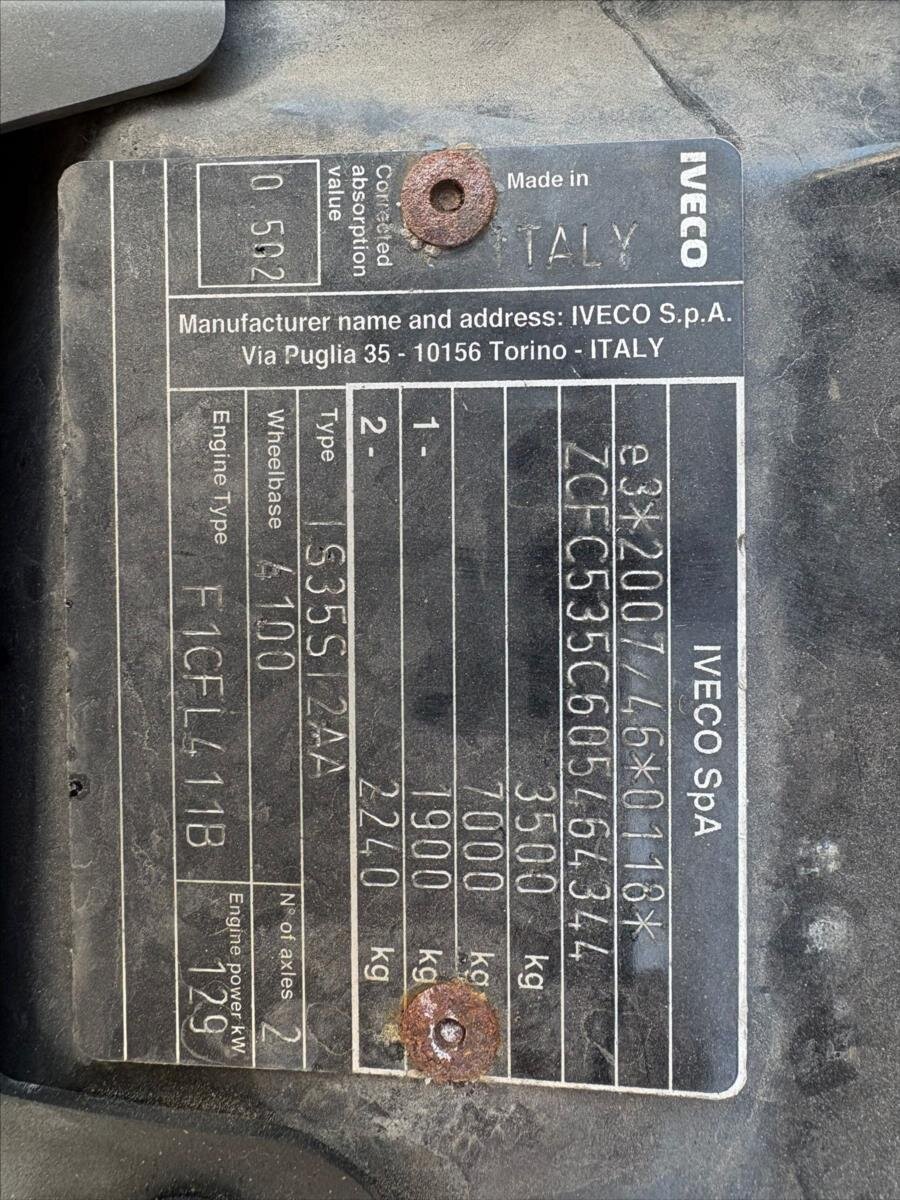 IVECO
Made in
ITALY
Corrected
absorption
value
0 502
Manufacturer name and address: IVECO S.p.A.
Via Puglia 35 - 10156 Torino - ITALY
IVECO SpA
e3*2007/46*0118*
ZCFC535C605464344
3500 kg
7000 kg
1- 1900 kg
2- 2240 kg
Type IS35SI2AA
Wheelbase 4100
N° of axles 2
Engine Type F1CFL411B
Engine power kW 129